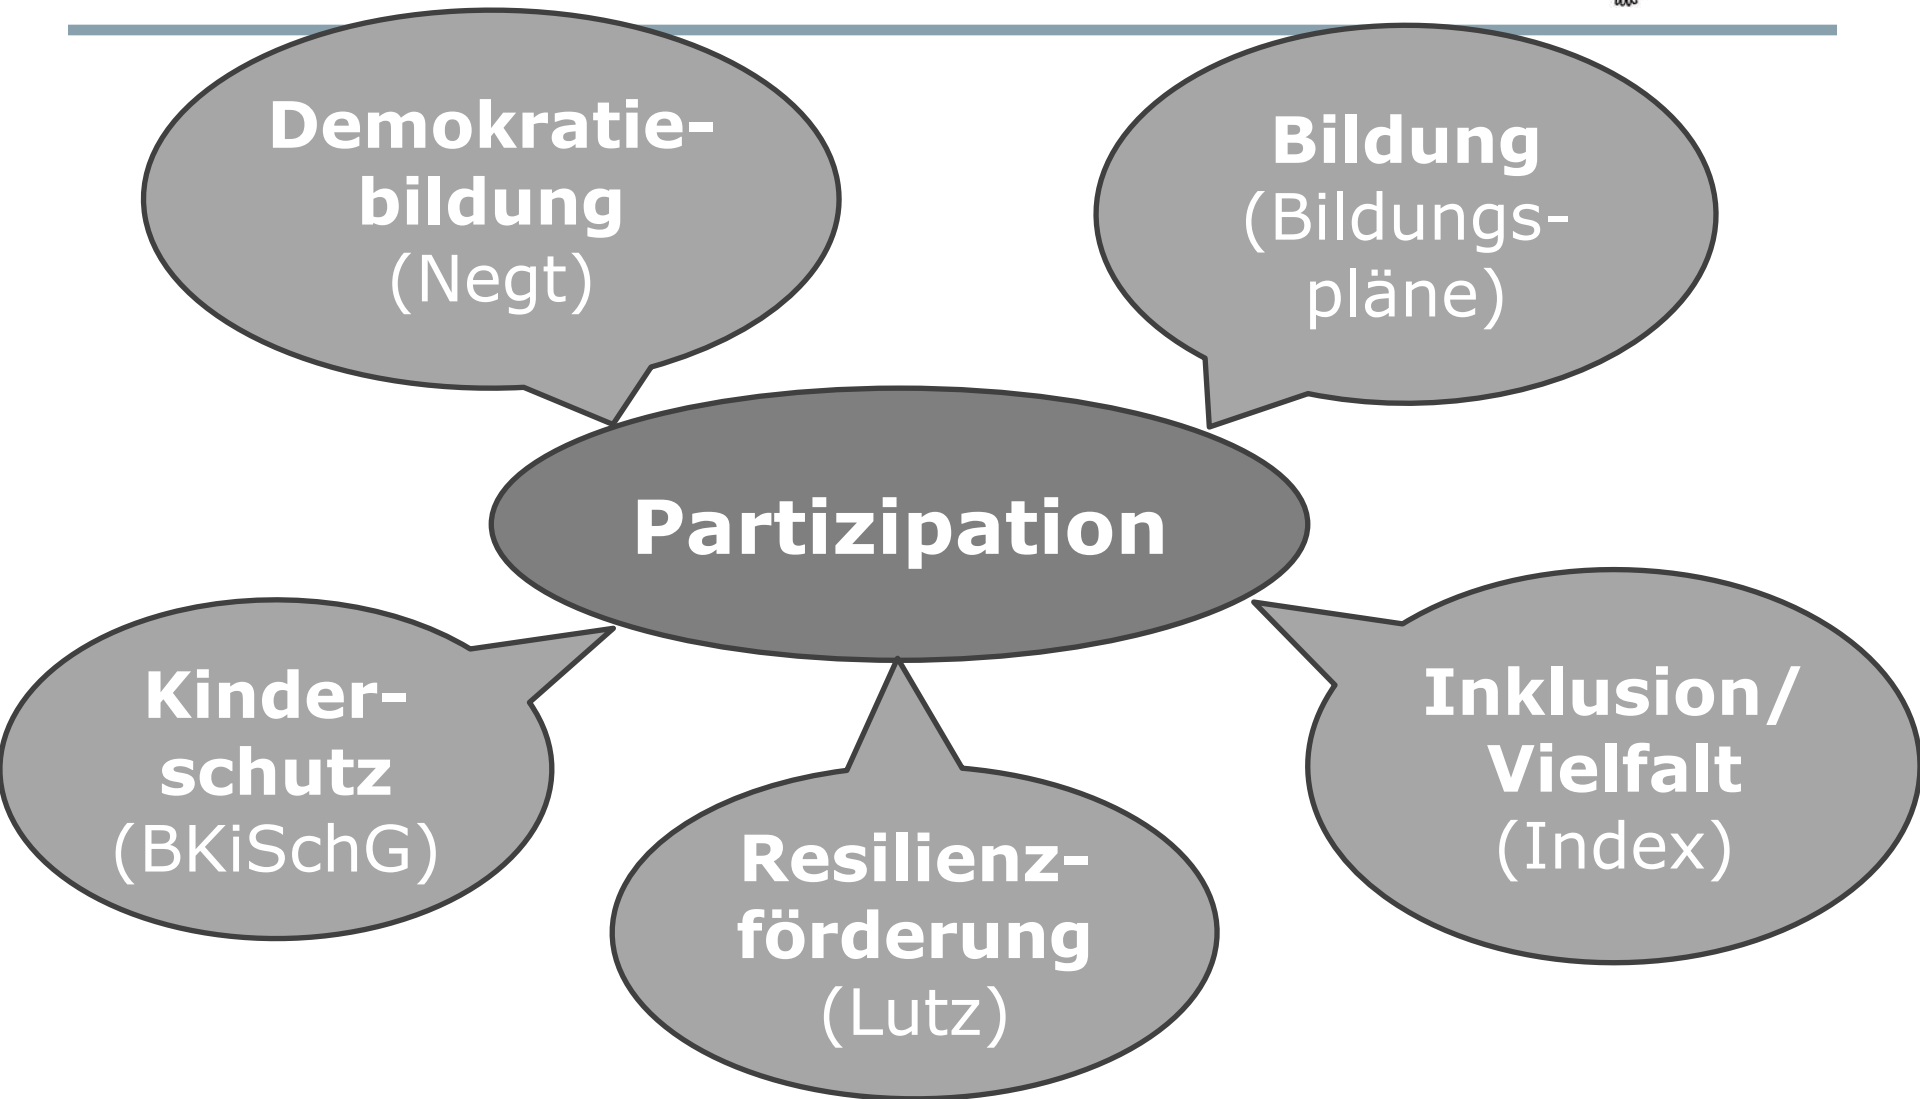 Demokratie-
bildung
(Negt)
Bildung
(Bildungs-
pläne)
Partizipation
Kinder-
schutz
(BKiSchG)
Resilienz-
förderung
(Lutz)
Inklusion/
Vielfalt
(Index)